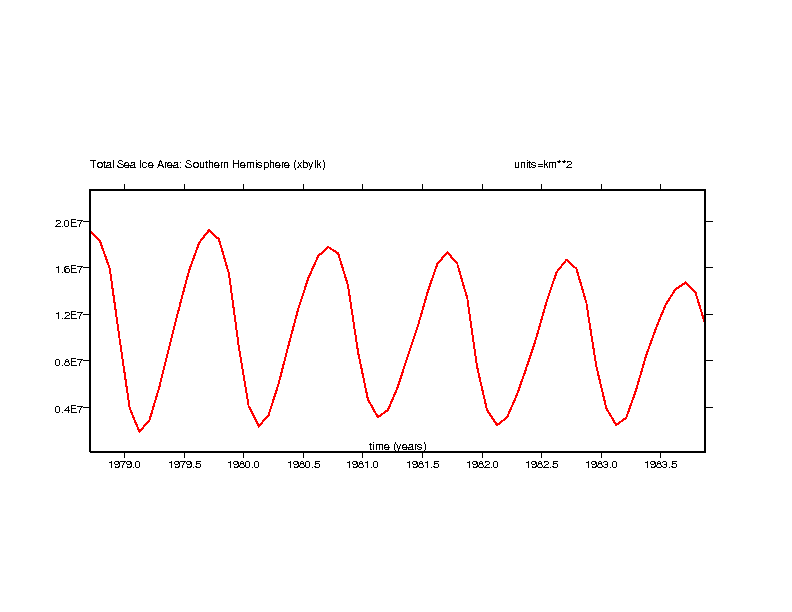 Total Sea Ice Area: Southern Hemisphere (xbylk) units=km**2
2.0E7
1.6E7
1.2E7
0.8E7
0.4E7
time (years)
1979.0 1979.5 1980.0 1980.5 1981.0 1981.5 1982.0 1982.5 1983.0 1983.5